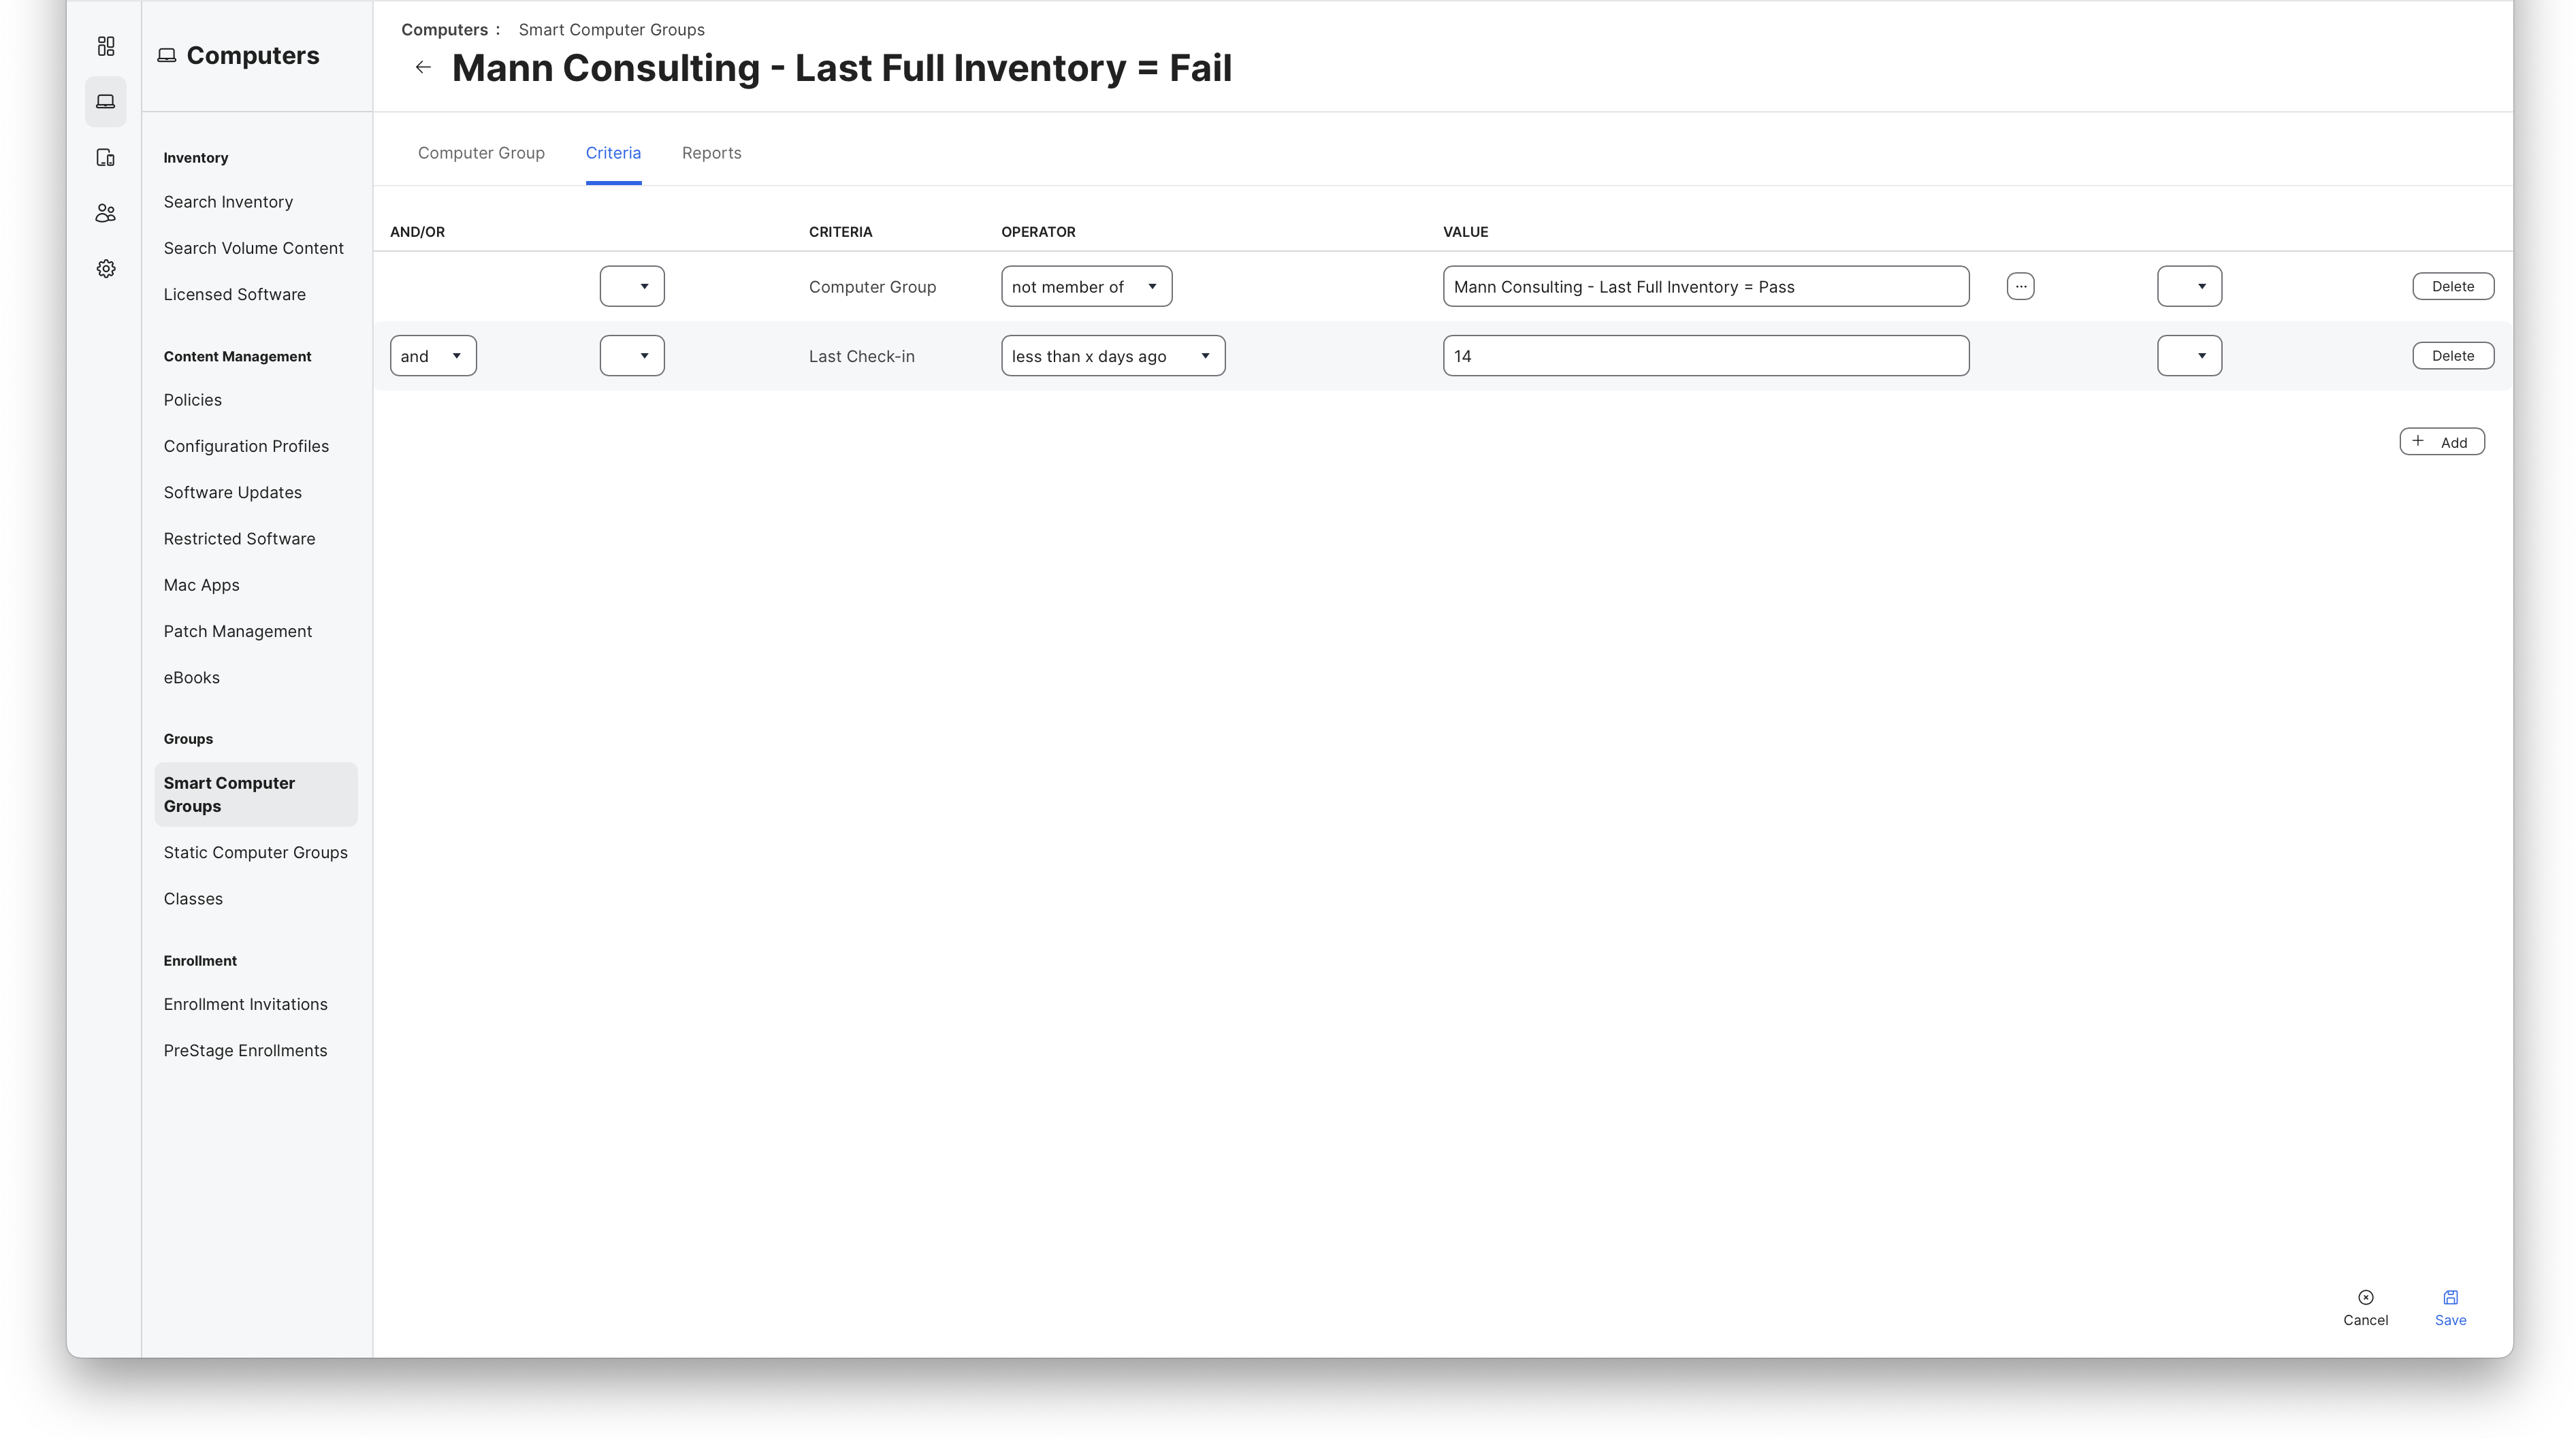 Computers :  Smart Computer Groups
Computers
Mann Consulting - Last Full Inventory = Fail
Computer Group  Criteria  Reports
Inventory
Search Inventory
Search Volume Content
Licensed Software
Content Management
Policies
Configuration Profiles
Software Updates
Restricted Software
Mac Apps
Patch Management
eBooks
Groups
Smart Computer
Groups
Static Computer Groups
Classes
Enrollment
Enrollment Invitations
PreStage Enrollments
AND/OR  CRITERIA  OPERATOR  VALUE
Computer Group  not member of  Mann Consulting - Last Full Inventory = Pass  ...  Delete
and  Last Check-in  less than x days ago  14  Delete
+ Add
Cancel  Save